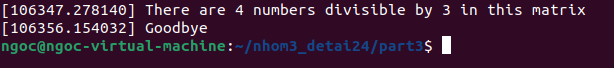 [106347.278140] There are 4 numbers divisible by 3 in this matrix
[106356.154032] Goodbye
ngoc@ngoc-virtual-machine:~/nhom3_detai24/part3$